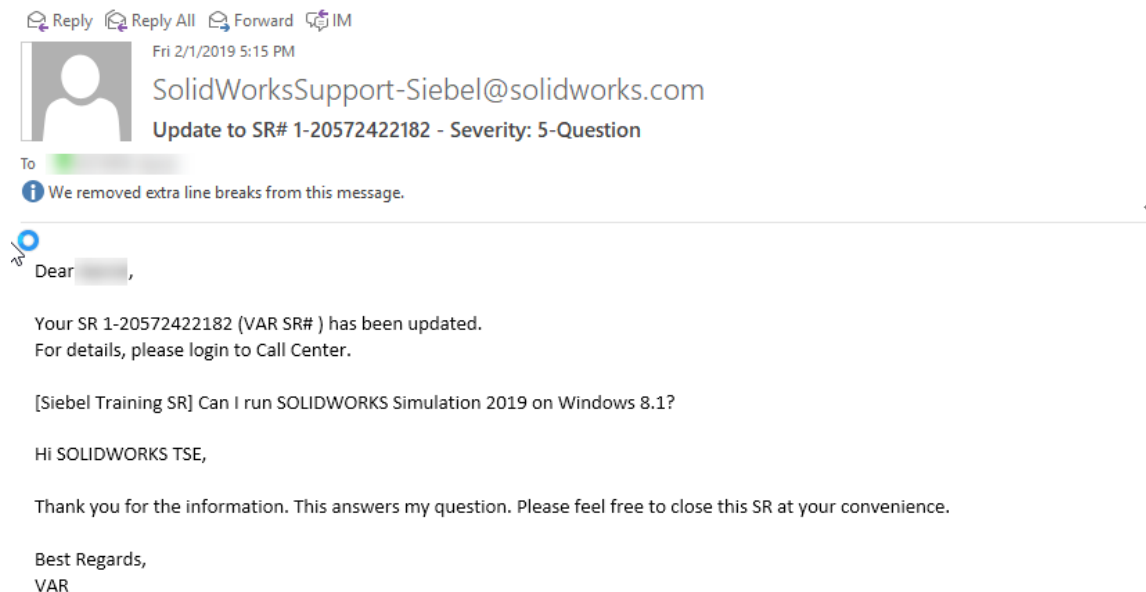 Reply Reply All Forward IM
Fri 2/1/2019 5:15 PM
SolidWorksSupport-Siebel@solidworks.com
Update to SR# 1-20572422182 - Severity: 5-Question
To
We removed extra line breaks from this message.
Dear ,
Your SR 1-20572422182 (VAR SR# ) has been updated.
For details, please login to Call Center.
[Siebel Training SR] Can I run SOLIDWORKS Simulation 2019 on Windows 8.1?
Hi SOLIDWORKS TSE,
Thank you for the information. This answers my question. Please feel free to close this SR at your convenience.
Best Regards,
VAR